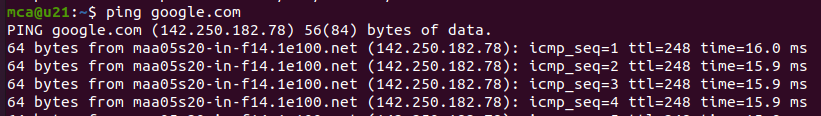 mca@u21:~$ ping google.com
PING google.com (142.250.182.78) 56(84) bytes of data.
64 bytes from maa05s20-in-f14.1e100.net (142.250.182.78): icmp_seq=1 ttl=248 time=16.0 ms
64 bytes from maa05s20-in-f14.1e100.net (142.250.182.78): icmp_seq=2 ttl=248 time=15.9 ms
64 bytes from maa05s20-in-f14.1e100.net (142.250.182.78): icmp_seq=3 ttl=248 time=15.9 ms
64 bytes from maa05s20-in-f14.1e100.net (142.250.182.78): icmp_seq=4 ttl=248 time=15.9 ms